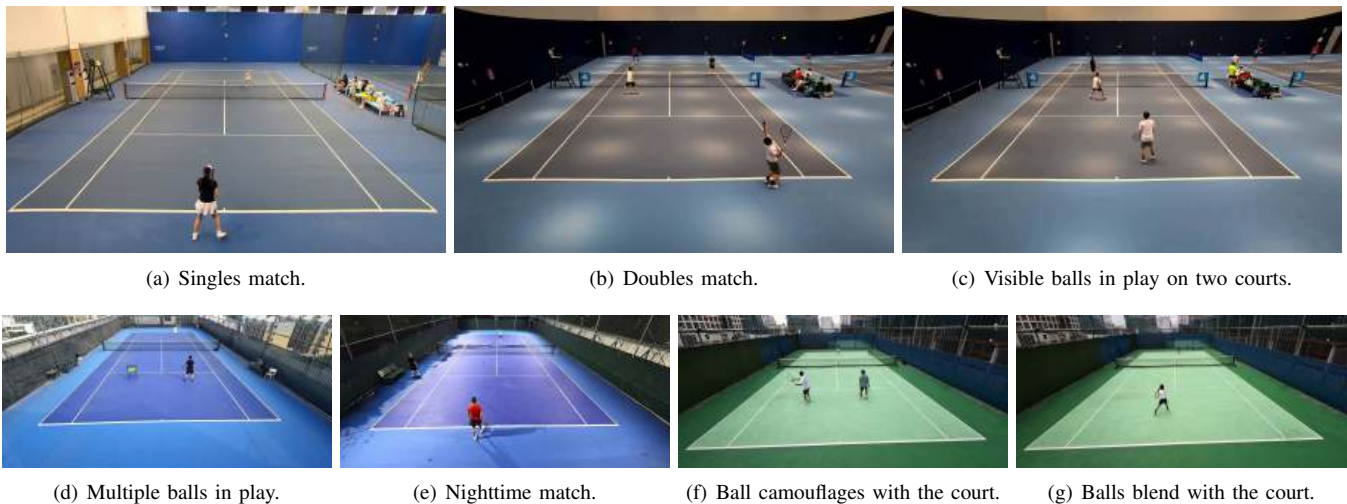 (a) Singles match.
(b) Doubles match.
(c) Visible balls in play on two courts.
(d) Multiple balls in play.
(e) Nighttime match.
(f) Ball camouflages with the court.
(g) Balls blend with the court.